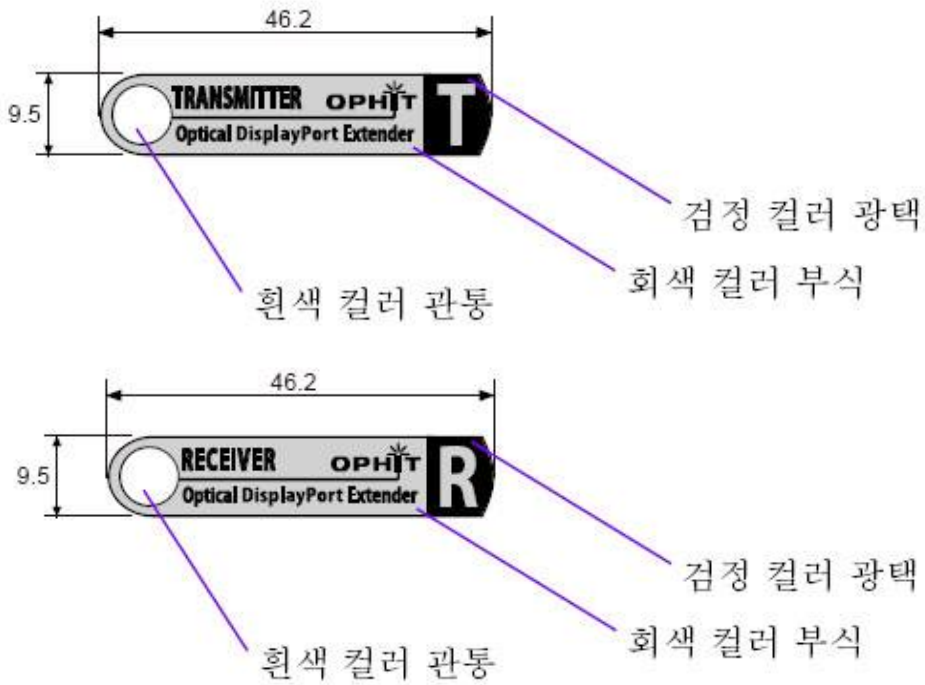 46.2
9.5
TRANSMITTER OPHIT
Optical DisplayPort Extender
T
검정 컬러 광택
회색 컬러 부식
흰색 컬러 관통
46.2
9.5
RECEIVER OPHIT
Optical DisplayPort Extender
R
검정 컬러 광택
회색 컬러 부식
흰색 컬러 관통